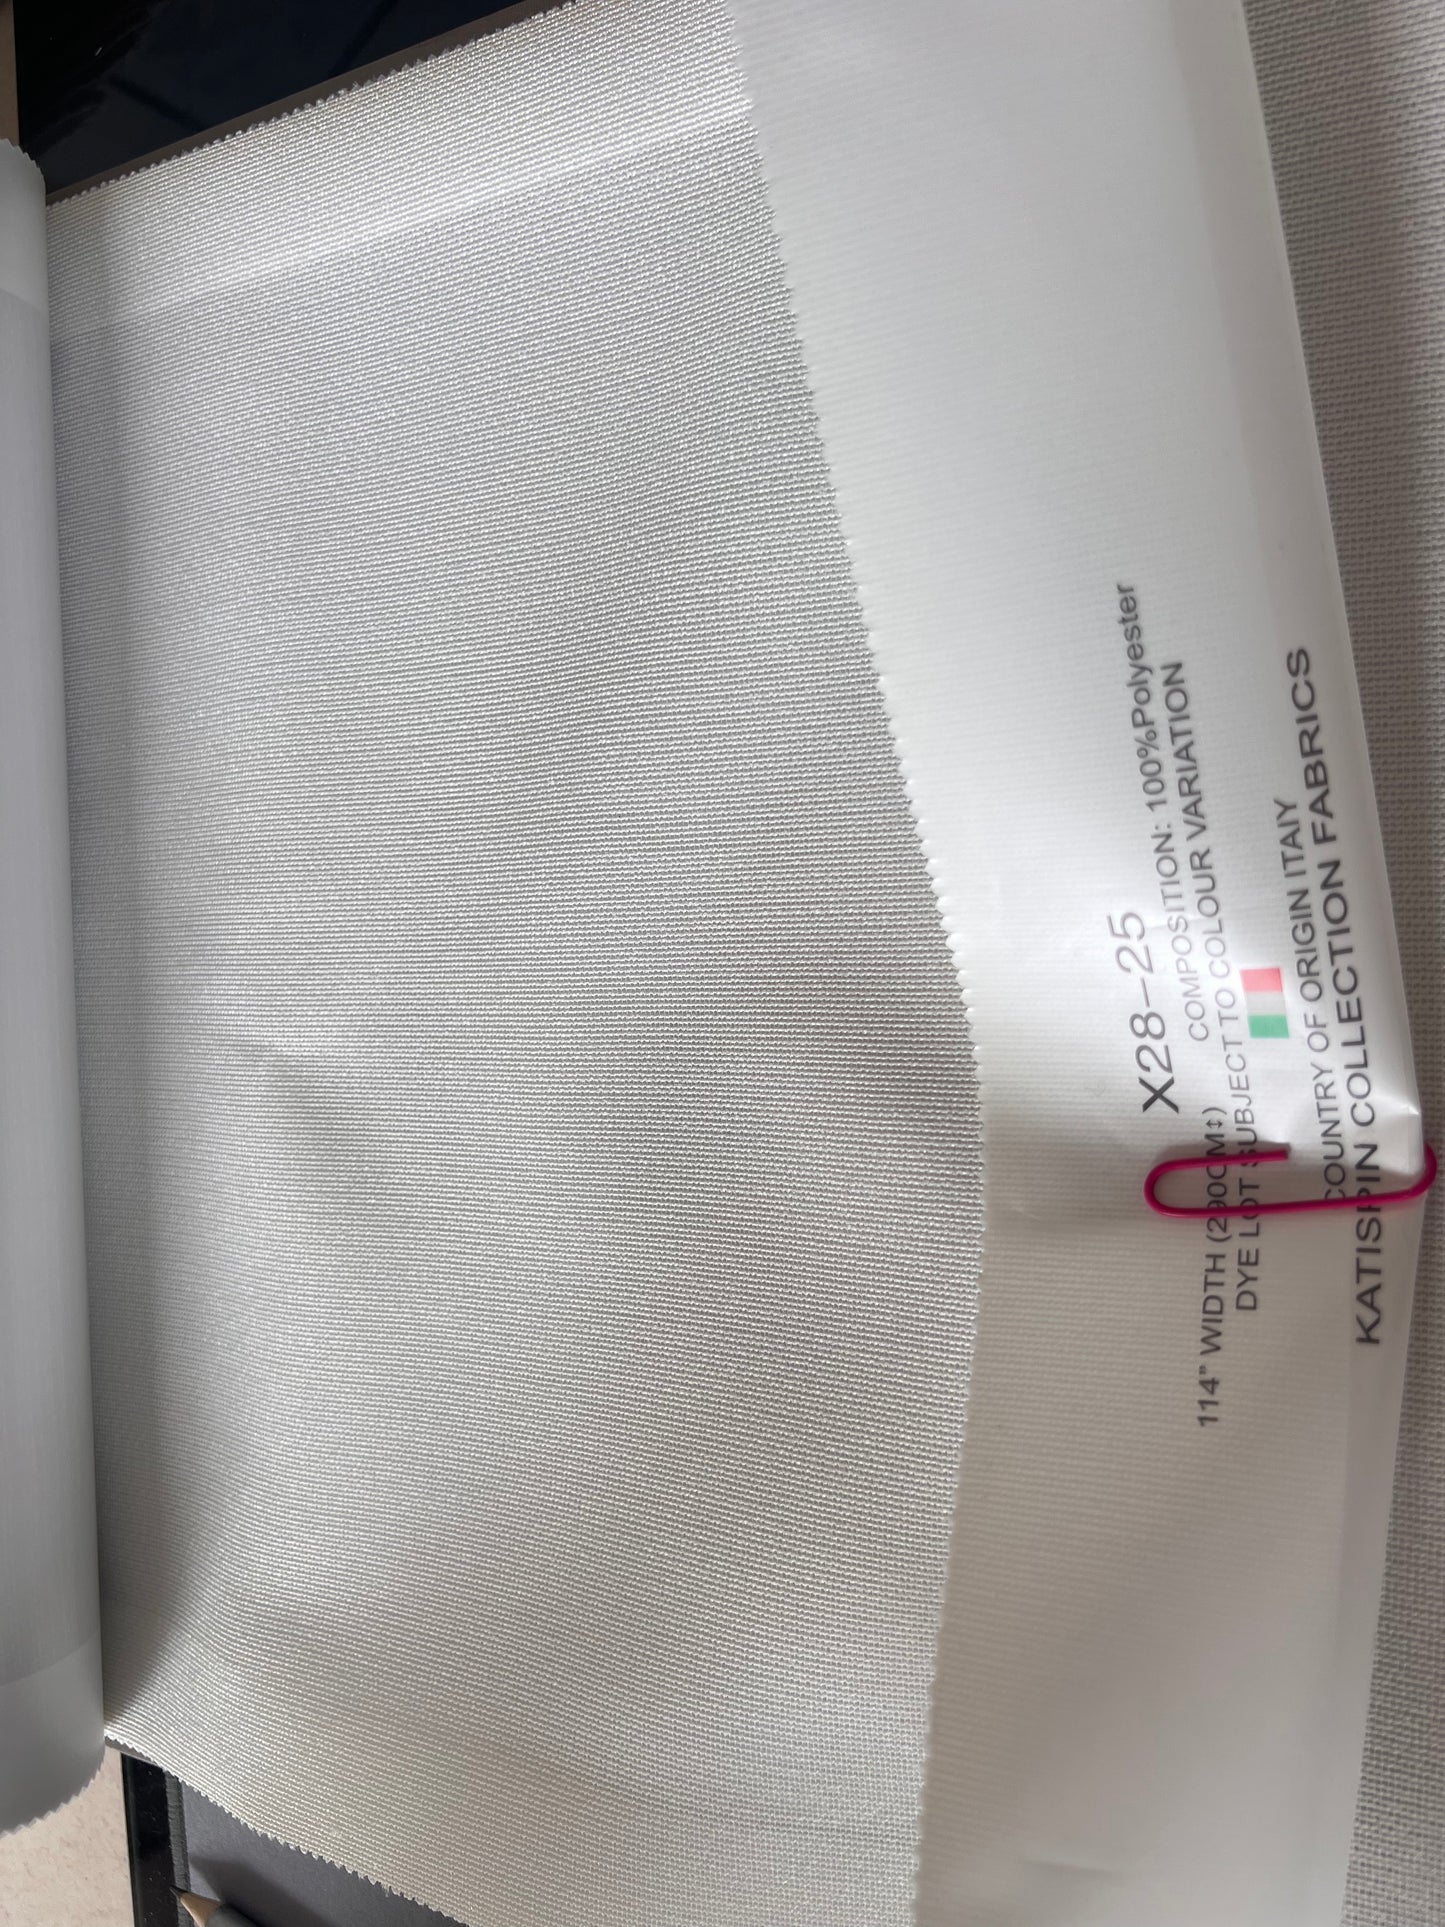 X28-25
COMPOSITION: 100%Polyester
114" WIDTH (290CM↕)
DYE LOT SUBJECT TO COLOUR VARIATION
COUNTRY OF ORIGIN ITAIY
KATISPIN COLLECTION FABRICS